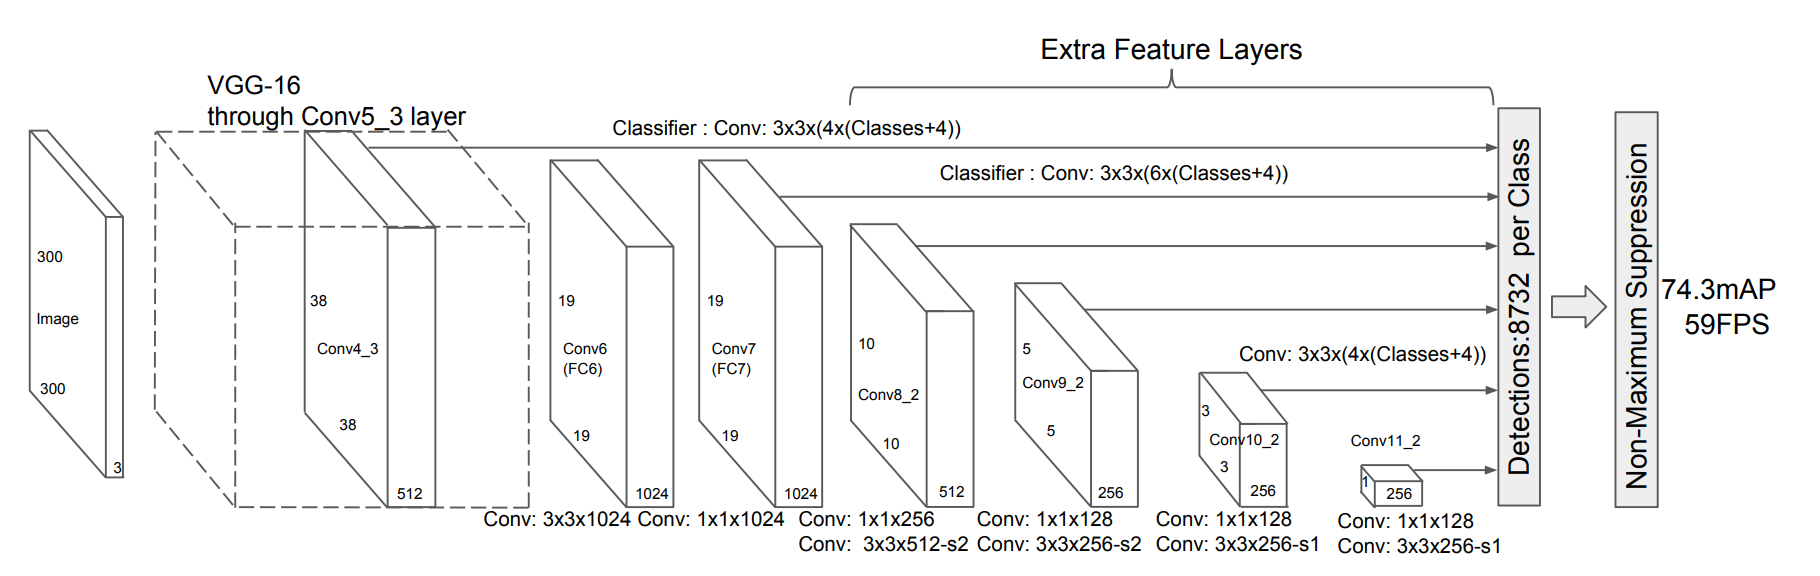 Extra Feature Layers
VGG-16
through Conv5_3 layer
Classifier : Conv: 3x3x(4x(Classes+4))
Classifier : Conv: 3x3x(6x(Classes+4))
Conv: 3x3x(4x(Classes+4))
300
Image
300
3
38
Conv4_3
38
512
19
Conv6
(FC6)
19
1024
19
Conv7
(FC7)
19
1024
10
Conv8_2
10
512
5
Conv9_2
5
256
3
Conv10_2
3
256
Conv11_2
1
256
Conv: 3x3x1024
Conv: 1x1x1024
Conv: 1x1x256
Conv: 3x3x512-s2
Conv: 1x1x128
Conv: 3x3x256-s2
Conv: 1x1x128
Conv: 3x3x256-s1
Conv: 1x1x128
Conv: 3x3x256-s1
Detections:8732 per Class
Non-Maximum Suppression
74.3mAP
59FPS